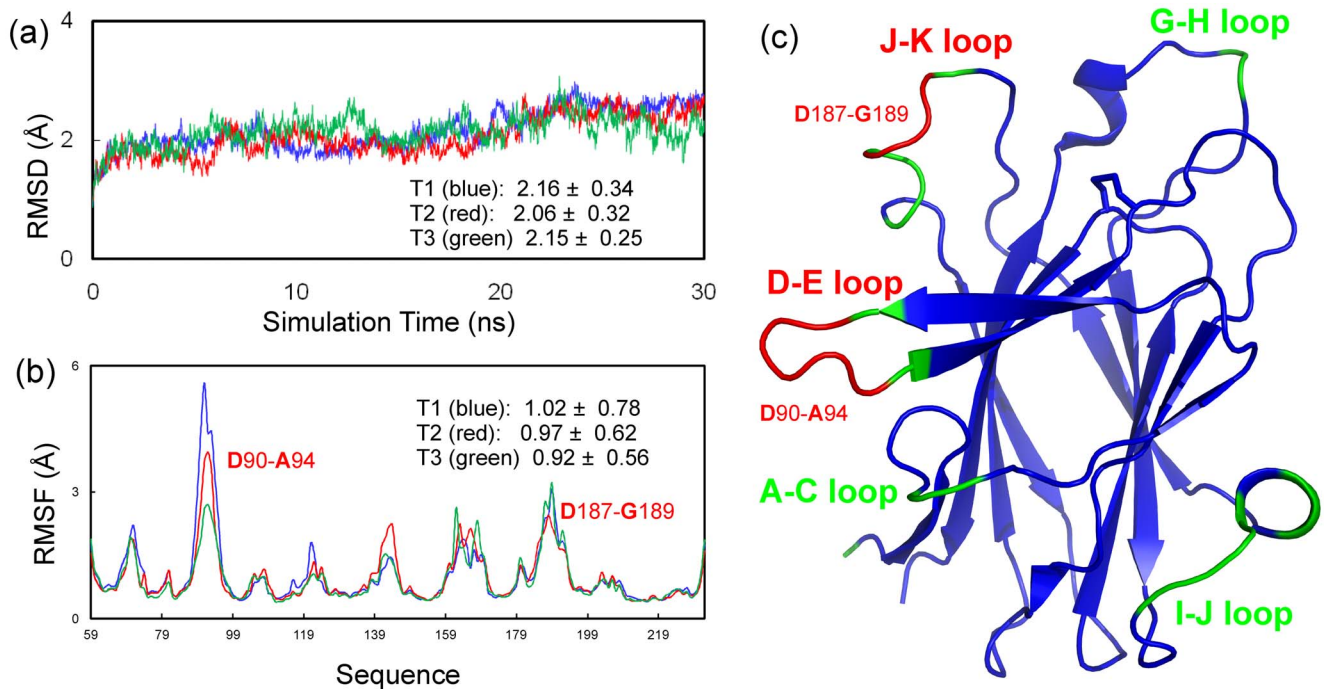 (a)
4
2
0
RMSD (Å)
T1 (blue): 2.16 ± 0.34
T2 (red): 2.06 ± 0.32
T3 (green) 2.15 ± 0.25
0 10 20 30
Simulation Time (ns)
(b)
6
3
0
RMSF (Å)
T1 (blue): 1.02 ± 0.78
T2 (red): 0.97 ± 0.62
T3 (green) 0.92 ± 0.56
D90-A94
D187-G189
59 79 99 119 139 159 179 199 219
Sequence
(c)
G-H loop
J-K loop
D187-G189
D-E loop
D90-A94
A-C loop
I-J loop